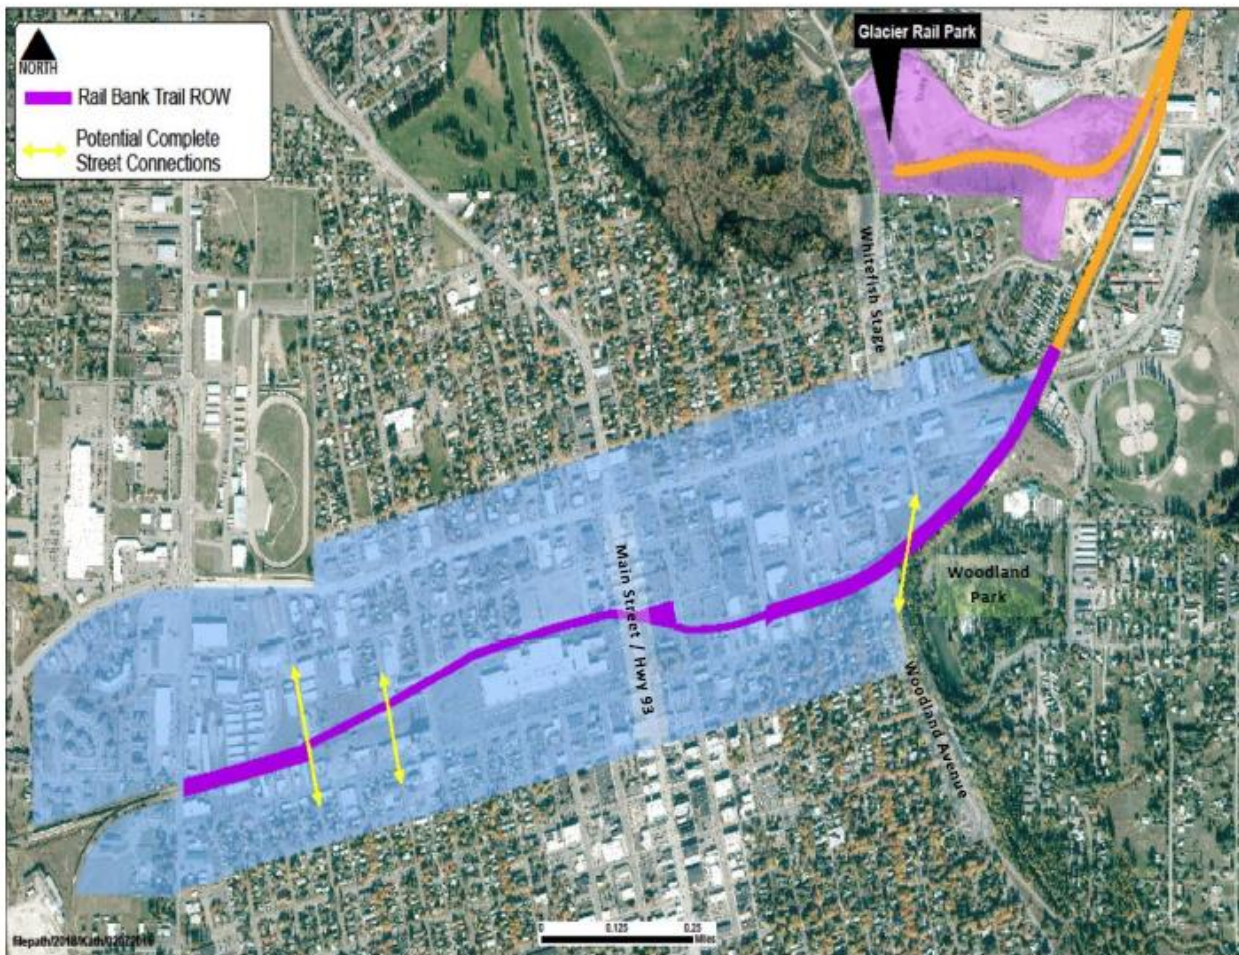 NORTH
Rail Bank Trail ROW
Potential Complete
Street Connections
Glacier Rail Park
Whitefish Stage
Main Street / Hwy 93
Woodland
Park
Woodland Avenue
0 0.125 0.25
Miles